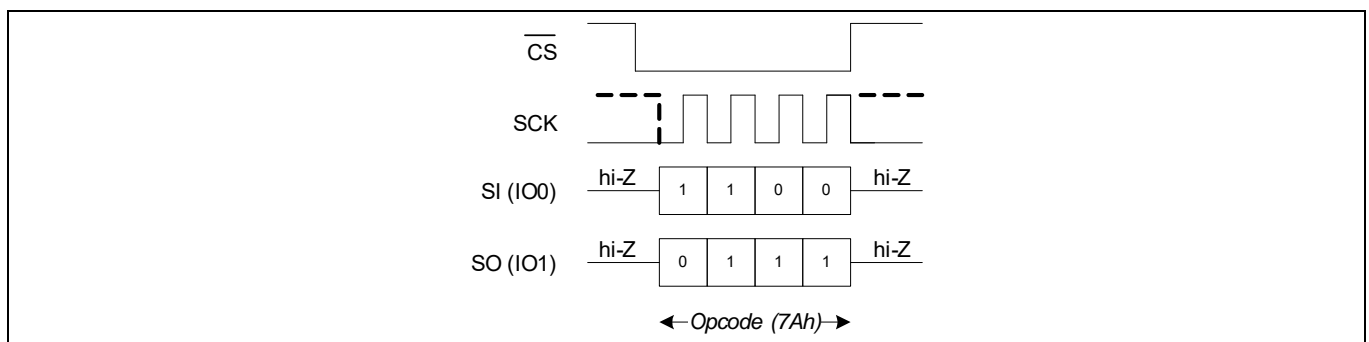 CS
SCK
SI (IO0) hi-Z 1 1 0 0 hi-Z
SO (IO1) hi-Z 0 1 1 1 hi-Z
Opcode (7Ah)